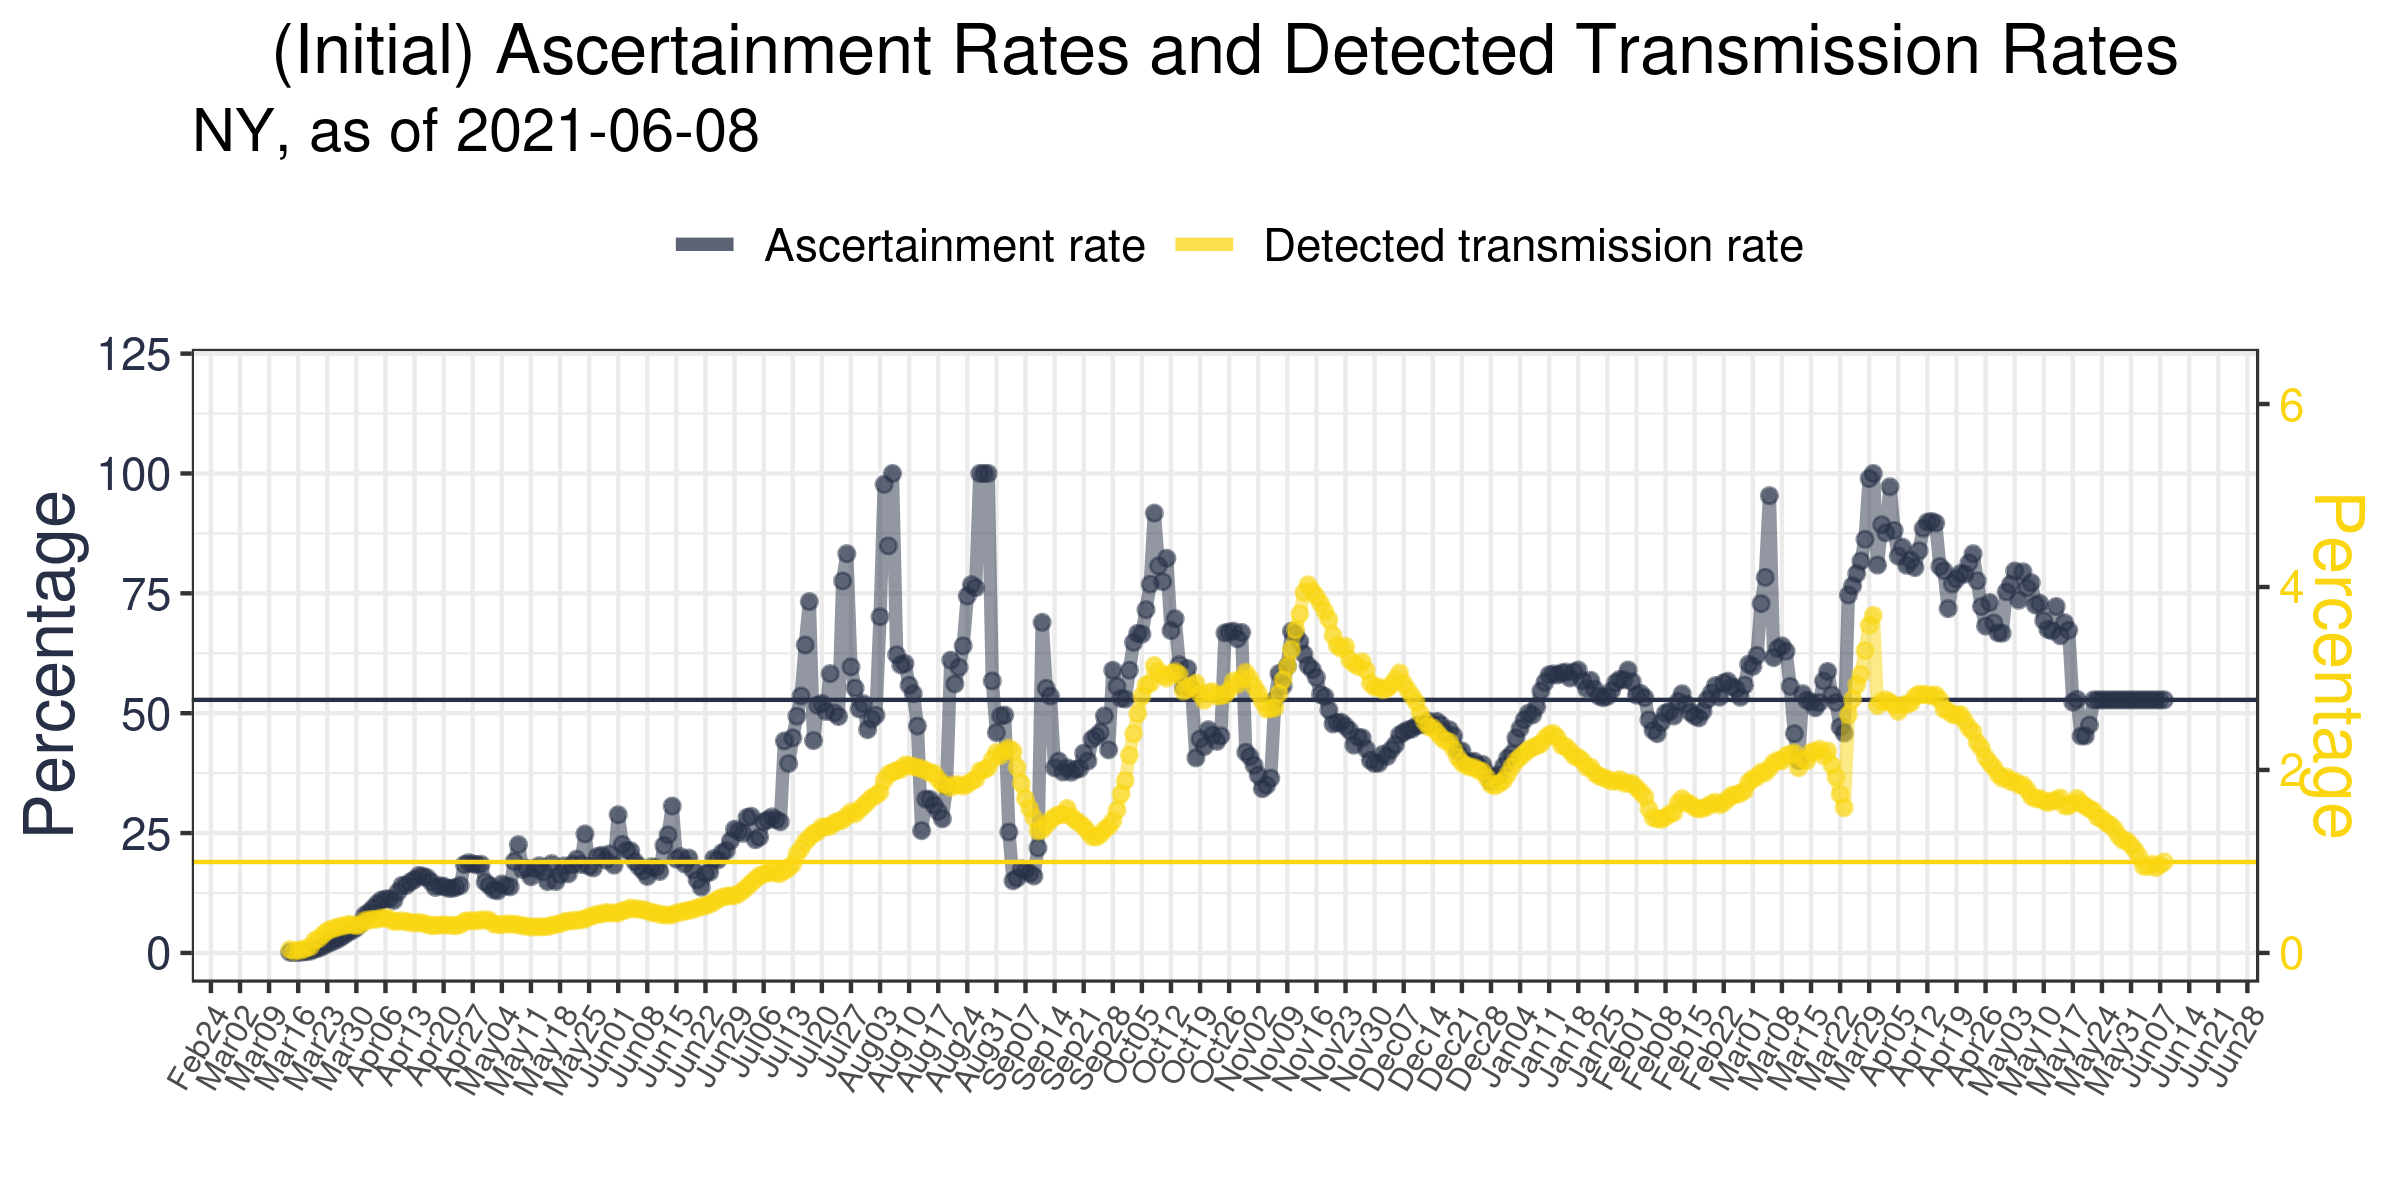 (Initial) Ascertainment Rates and Detected Transmission Rates
NY, as of 2021-06-08
Ascertainment rate
Detected transmission rate
Percentage
125
100
75
50
25
0
6
4
2
0
Percentage
Feb24
Mar02
Mar09
Mar16
Mar23
Mar30
Apr06
Apr13
Apr20
Apr27
May04
May11
May18
May25
Jun01
Jun08
Jun15
Jun22
Jun29
Jul06
Jul13
Jul20
Jul27
Aug03
Aug10
Aug17
Aug24
Aug31
Sep07
Sep14
Sep21
Sep28
Oct05
Oct12
Oct19
Oct26
Nov02
Nov09
Nov16
Nov23
Nov30
Dec07
Dec14
Dec21
Dec28
Jan04
Jan11
Jan18
Jan25
Feb01
Feb08
Feb15
Feb22
Mar01
Mar08
Mar15
Mar22
Mar29
Apr05
Apr12
Apr19
Apr26
May03
May10
May17
May24
May31
Jun07
Jun14
Jun21
Jun28